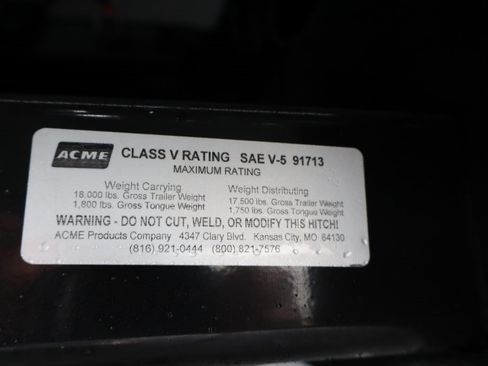 ACME CLASS V RATING SAE V-5 91713
MAXIMUM RATING
Weight Carrying Weight Distributing
18,000 lbs. Gross Trailer Weight 17,500 lbs. Gross Trailer Weight
1,800 lbs. Gross Tongue Weight 1,750 lbs. Gross Tongue Weight
WARNING - DO NOT CUT, WELD, OR MODIFY THIS HITCH!
ACME Products Company 4347 Clary Blvd. Kansas City, MO 64130
(816) 921-0444 (800) 821-7576